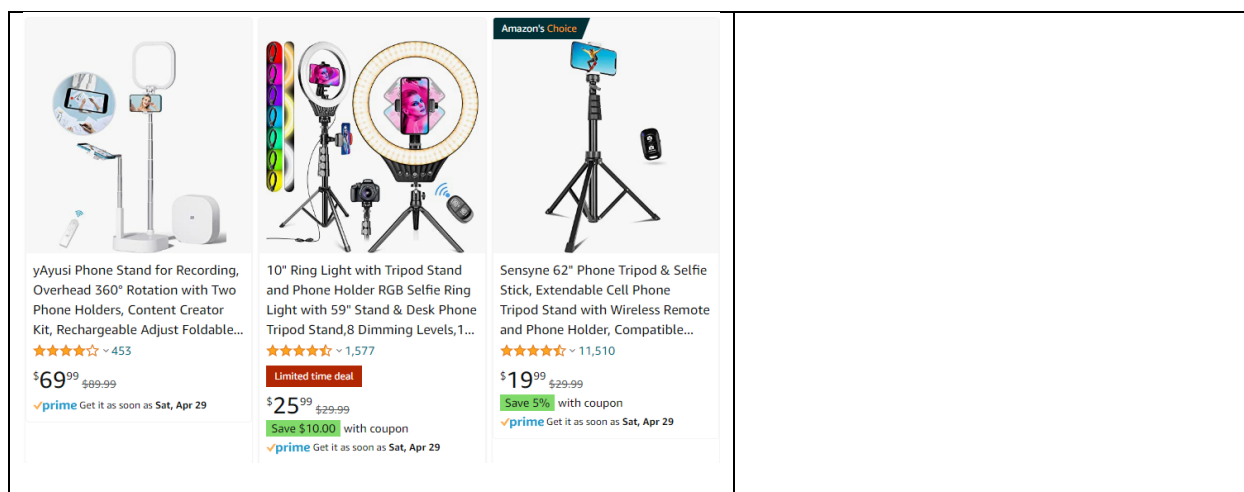 Amazon's Choice
yAyusi Phone Stand for Recording,
Overhead 360° Rotation with Two
Phone Holders, Content Creator
Kit, Rechargeable Adjust Foldable...
453
$69.99 $89.99
prime Get it as soon as Sat, Apr 29
10" Ring Light with Tripod Stand
and Phone Holder RGB Selfie Ring
Light with 59" Stand & Desk Phone
Tripod Stand,8 Dimming Levels,1...
1,577
Limited time deal
$25.99 $29.99
Save $10.00 with coupon
prime Get it as soon as Sat, Apr 29
Sensyne 62" Phone Tripod & Selfie
Stick, Extendable Cell Phone
Tripod Stand with Wireless Remote
and Phone Holder, Compatible...
11,510
$19.99 $29.99
Save 5% with coupon
prime Get it as soon as Sat, Apr 29